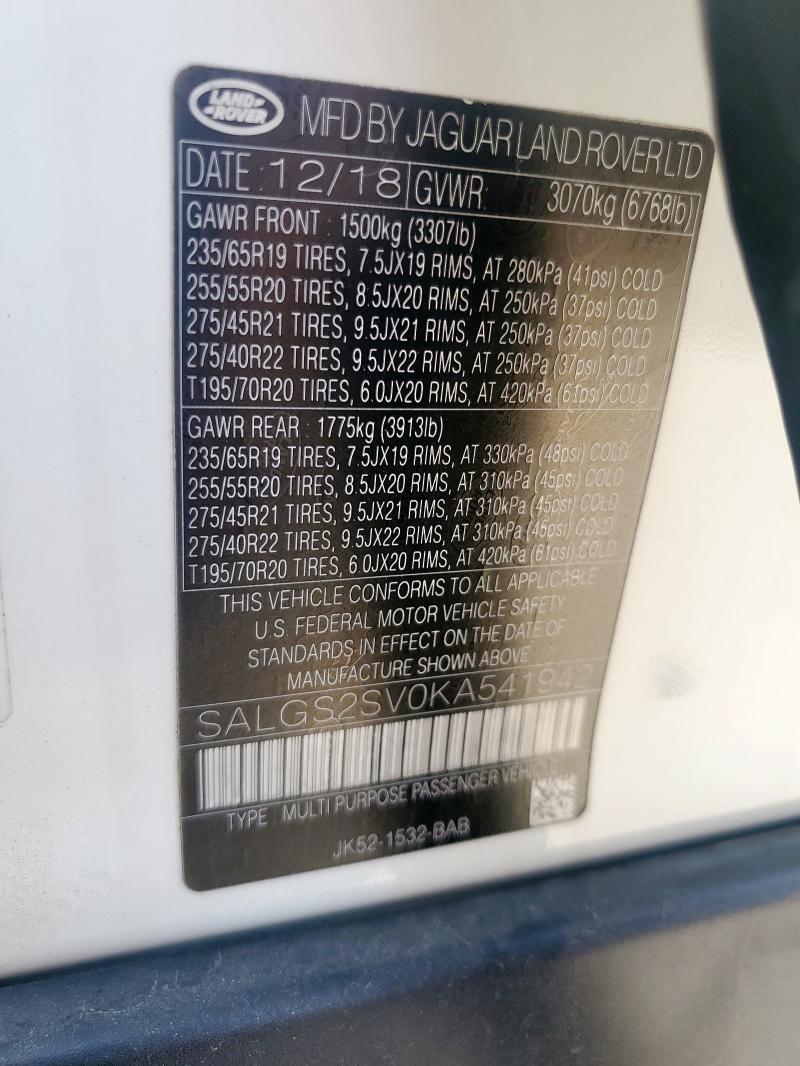 LAND ROVER
MFD BY JAGUAR LAND ROVER LTD
DATE : 12/18 GVWR: 3070kg (6768lb)
GAWR FRONT : 1500kg (3307lb)
235/65R19 TIRES, 7.5JX19 RIMS, AT 280kPa (41psi) COLD
255/55R20 TIRES, 8.5JX20 RIMS, AT 250kPa (37psi) COLD
275/45R21 TIRES, 9.5JX21 RIMS, AT 250kPa (37psi) COLD
275/40R22 TIRES, 9.5JX22 RIMS, AT 250kPa (37psi) COLD
T195/70R20 TIRES, 6.0JX20 RIMS, AT 420kPa (61psi) COLD
GAWR REAR : 1775kg (3913lb)
235/65R19 TIRES, 7.5JX19 RIMS, AT 330kPa (48psi) COLD
255/55R20 TIRES, 8.5JX20 RIMS, AT 310kPa (45psi) COLD
275/45R21 TIRES, 9.5JX21 RIMS, AT 310kPa (45psi) COLD
275/40R22 TIRES, 9.5JX22 RIMS, AT 310kPa (45psi) COLD
T195/70R20 TIRES, 6.0JX20 RIMS, AT 420kPa (61psi) COLD
THIS VEHICLE CONFORMS TO ALL APPLICABLE
U.S. FEDERAL MOTOR VEHICLE SAFETY
STANDARDS IN EFFECT ON THE DATE OF
MANUFACTURE SHOWN ABOVE
SALGS2SV0KA541942
TYPE : MULTI PURPOSE PASSENGER VEHICLE
JK52-1532-BAB